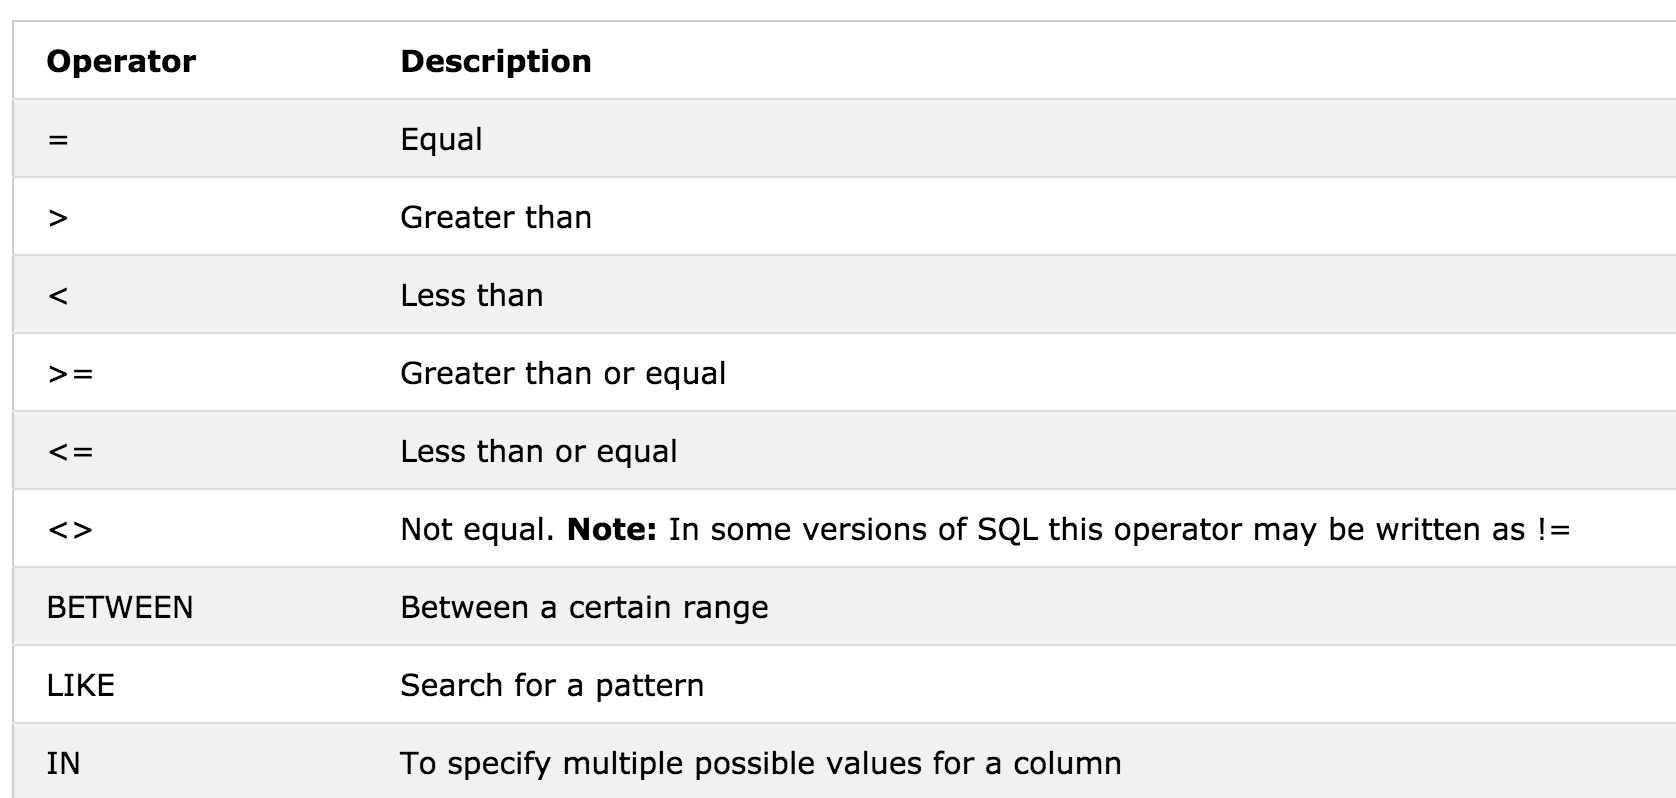 Operator Description
= Equal
> Greater than
< Less than
>= Greater than or equal
<= Less than or equal
<> Not equal. Note: In some versions of SQL this operator may be written as !=
BETWEEN Between a certain range
LIKE Search for a pattern
IN To specify multiple possible values for a column